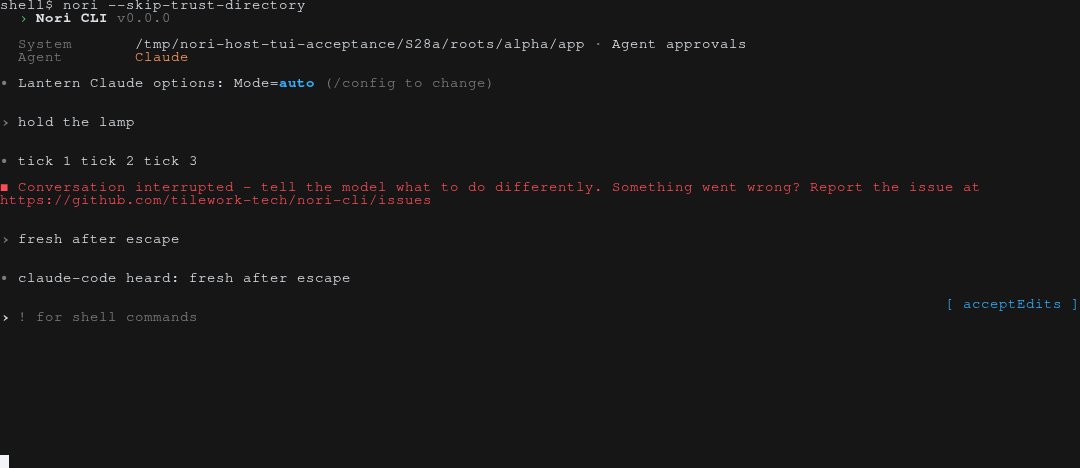 shell$ nori --skip-trust-directory
› Nori CLI v0.0.0
System /tmp/nori-host-tui-acceptance/S28a/roots/alpha/app · Agent approvals
Agent Claude
• Lantern Claude options: Mode=auto (/config to change)
› hold the lamp
• tick 1 tick 2 tick 3
■ Conversation interrupted - tell the model what to do differently. Something went wrong? Report the issue at
https://github.com/tilework-tech/nori-cli/issues
› fresh after escape
• claude-code heard: fresh after escape
[ acceptEdits ]
› ! for shell commands